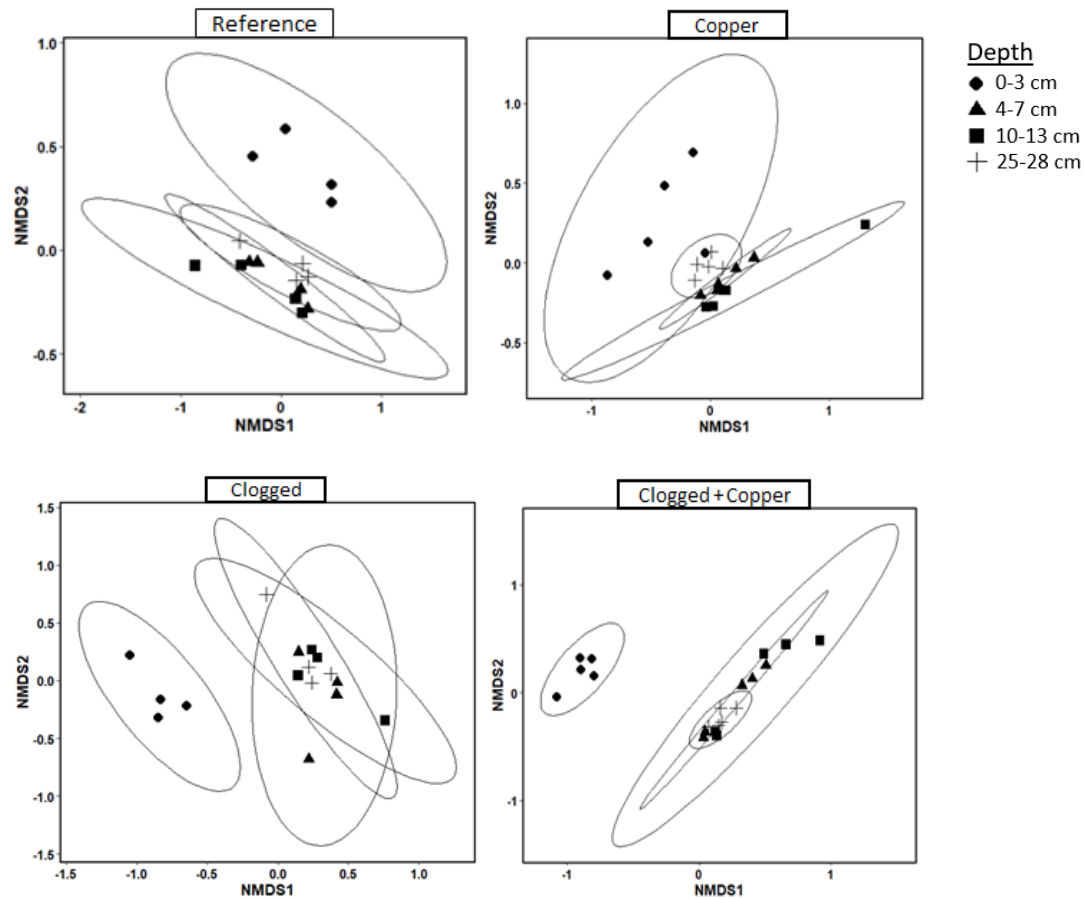 Reference
1.0
0.5
0.0
-0.5
NMDS2
-2
-1
0
1
NMDS1
Copper
1.0
0.5
0.0
-0.5
NMDS2
-1
0
1
NMDS1
Depth
0-3 cm
4-7 cm
10-13 cm
25-28 cm
Clogged
1.5
1.0
0.5
0.0
-0.5
-1.0
-1.5
NMDS2
-1.5
-1.0
-0.5
0.0
0.5
1.0
NMDS1
Clogged + Copper
1
0
-1
NMDS2
-1
0
1
NMDS1